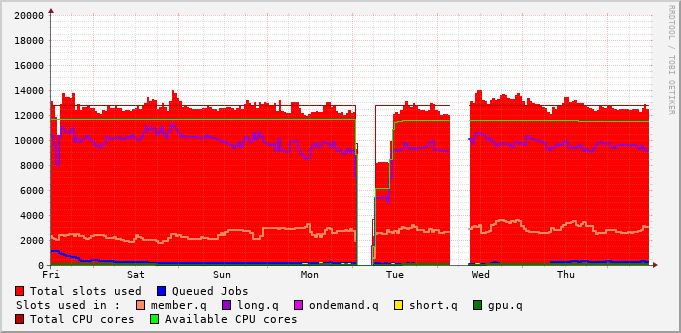 20000
18000
16000
14000
12000
10000
8000
6000
4000
2000
0
Fri Sat Sun Mon Tue Wed Thu
Total slots used Queued Jobs
Slots used in : member.q long.q ondemand.q short.q gpu.q
Total CPU cores Available CPU cores
RRDTOOL / TOBI OETIKER